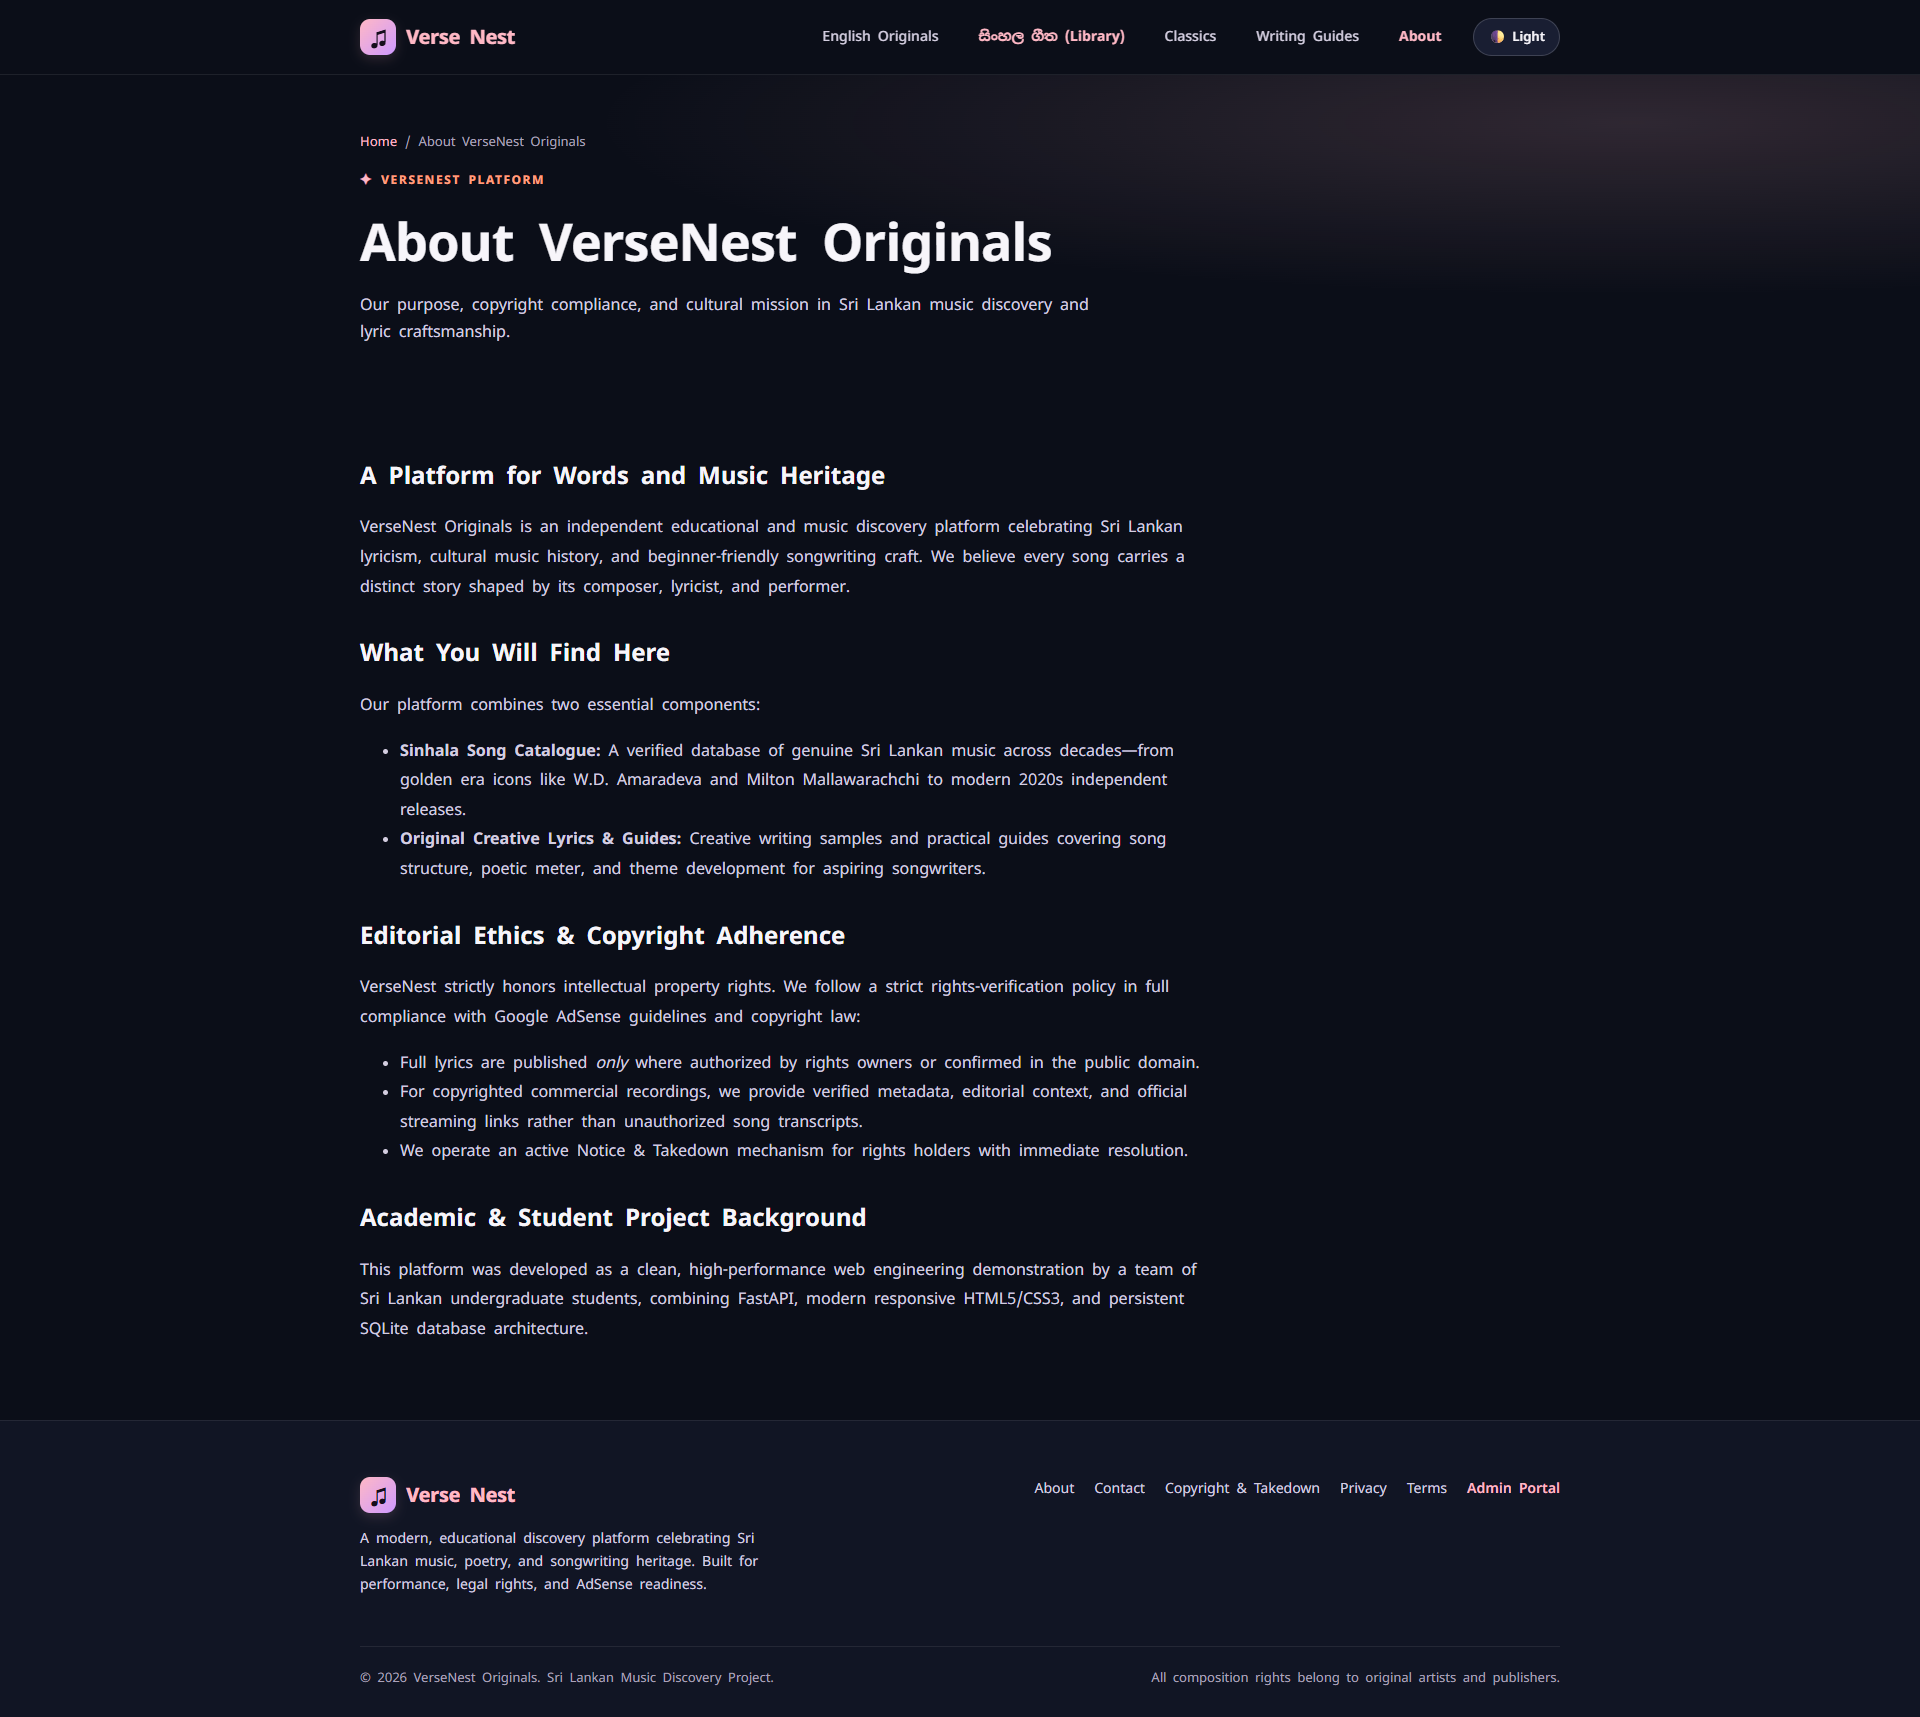 Verse Nest
English Originals
සිංහල ගීත (Library)
Classics
Writing Guides
About
Light
Home / About VerseNest Originals
VERSENEST PLATFORM
About VerseNest Originals
Our purpose, copyright compliance, and cultural mission in Sri Lankan music discovery and
lyric craftsmanship.
A Platform for Words and Music Heritage
VerseNest Originals is an independent educational and music discovery platform celebrating Sri Lankan
lyricism, cultural music history, and beginner-friendly songwriting craft. We believe every song carries a
distinct story shaped by its composer, lyricist, and performer.
What You Will Find Here
Our platform combines two essential components:
• Sinhala Song Catalogue: A verified database of genuine Sri Lankan music across decades—from
golden era icons like W.D. Amaradeva and Milton Mallawarachchi to modern 2020s independent
releases.
• Original Creative Lyrics & Guides: Creative writing samples and practical guides covering song
structure, poetic meter, and theme development for aspiring songwriters.
Editorial Ethics & Copyright Adherence
VerseNest strictly honors intellectual property rights. We follow a strict rights-verification policy in full
compliance with Google AdSense guidelines and copyright law:
• Full lyrics are published only where authorized by rights owners or confirmed in the public domain.
• For copyrighted commercial recordings, we provide verified metadata, editorial context, and official
streaming links rather than unauthorized song transcripts.
• We operate an active Notice & Takedown mechanism for rights holders with immediate resolution.
Academic & Student Project Background
This platform was developed as a clean, high-performance web engineering demonstration by a team of
Sri Lankan undergraduate students, combining FastAPI, modern responsive HTML5/CSS3, and persistent
SQLite database architecture.
Verse Nest
A modern, educational discovery platform celebrating Sri
Lankan music, poetry, and songwriting heritage. Built for
performance, legal rights, and AdSense readiness.
About
Contact
Copyright & Takedown
Privacy
Terms
Admin Portal
© 2026 VerseNest Originals. Sri Lankan Music Discovery Project.
All composition rights belong to original artists and publishers.